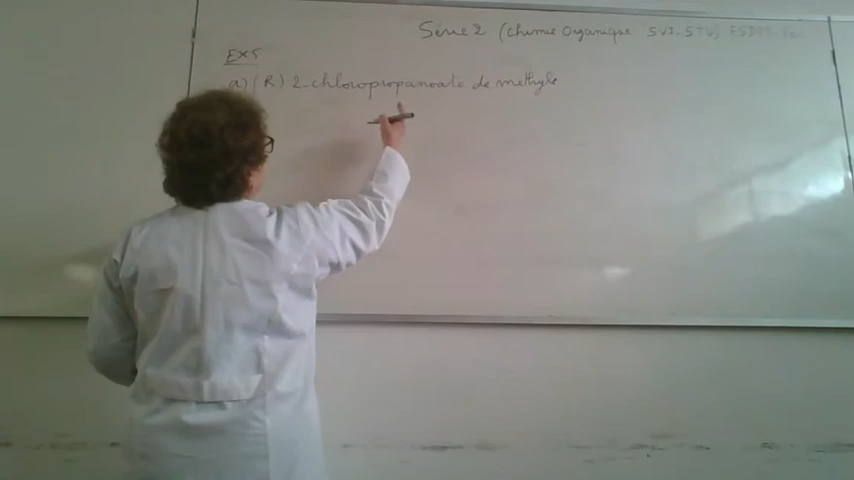 Série 2 (Chimie Organique SVI-STU
EX5
a) (R) 2-chloropropanoate de méthyle